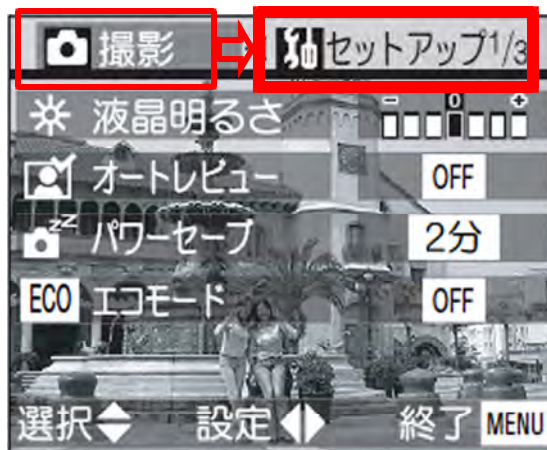 撮影 セットアップ1/3
液晶明るさ - 0 +
オートレビュー OFF
zz パワーセーブ 2分
ECO エコモード OFF
選択 設定 終了 MENU